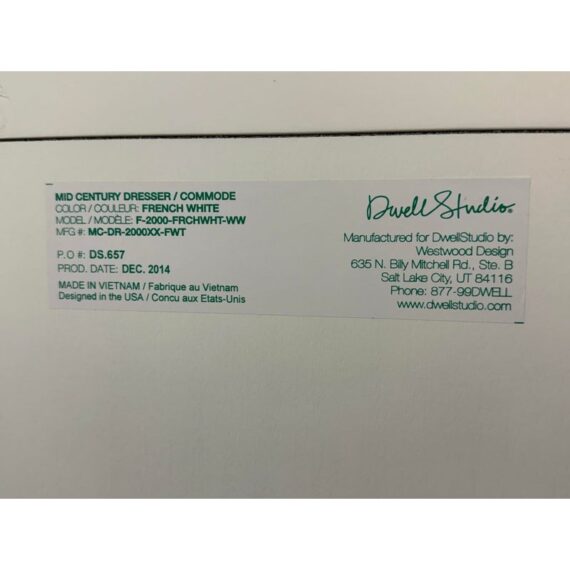 MID CENTURY DRESSER / COMMODE
COLOR / COULEUR: FRENCH WHITE
MODEL / MODÈLE: F-2000-FRCHWHT-WW
MFG #: MC-DR-2000XX-FWT
P.O #: DS.657
PROD. DATE: DEC. 2014
MADE IN VIETNAM / Fabrique au Vietnam
Designed in the USA / Concu aux Etats-Unis
DwellStudio®
Manufactured for DwellStudio by:
Westwood Design
635 N. Billy Mitchell Rd., Ste. B
Salt Lake City, UT 84116
Phone: 877-99DWELL
www.dwellstudio.com